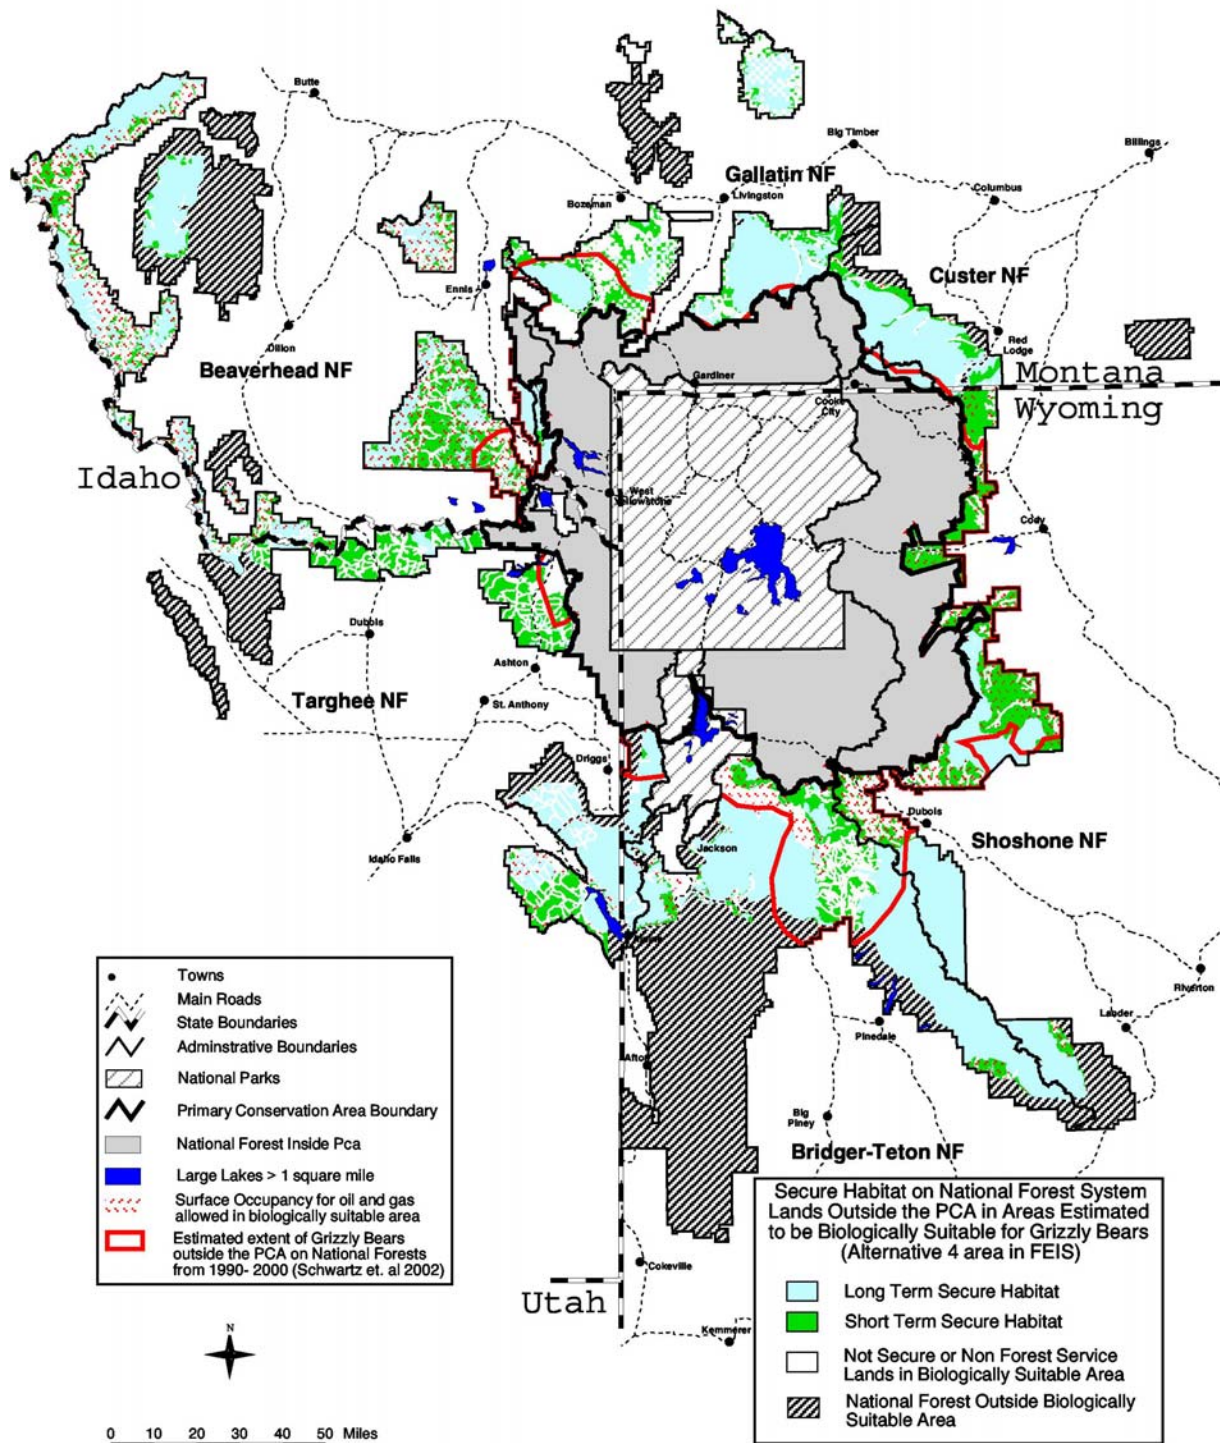 Butte
Big Timber
Billings
Gallatin NF
Livingston
Bozeman
Columbus
Ennis
Custer NF
Dillon
Red
Lodge
Beaverhead NF
Gardiner
Montana
Cooke
City
Wyoming
Idaho
West
Yellowstone
Cody
Dubois
Ashton
Targhee NF
St. Anthony
Driggs
Dubois
Idaho Falls
Jackson
Shoshone NF
Riverton
Lander
Pinedale
Afton
Big
Piney
Bridger-Teton NF
Cokeville
Utah
Kemmerer
Towns
Main Roads
State Boundaries
Adminstrative Boundaries
National Parks
Primary Conservation Area Boundary
National Forest Inside Pca
Large Lakes > 1 square mile
Surface Occupancy for oil and gas
allowed in biologically suitable area
Estimated extent of Grizzly Bears
outside the PCA on National Forests
from 1990- 2000 (Schwartz et. al 2002)
Secure Habitat on National Forest System
Lands Outside the PCA in Areas Estimated
to be Biologically Suitable for Grizzly Bears
(Alternative 4 area in FEIS)
Long Term Secure Habitat
Short Term Secure Habitat
Not Secure or Non Forest Service
Lands in Biologically Suitable Area
National Forest Outside Biologically
Suitable Area
N
0 10 20 30 40 50 Miles